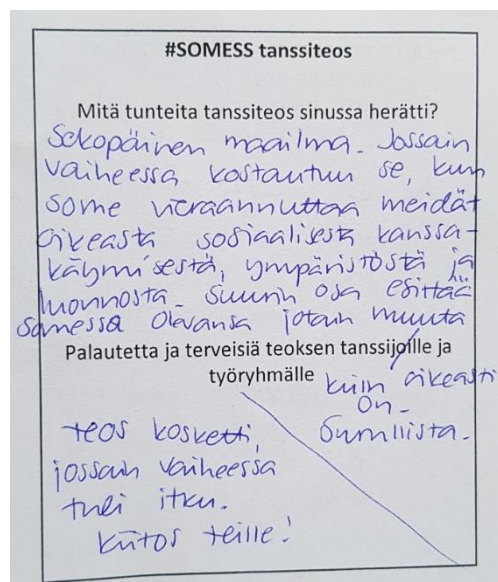 #SOMESS tanssiteos
Mitä tunteita tanssiteos sinussa herätti?
Sekopäinen maailma. Jossain
vaiheessa kostautuu se, kun
some vieraannuttaa meidät
oikeasta sosiaalisesta kanssa-
käymisestä, ympäristöstä ja
luonnosta. Suurin osa esittää
somessa olevansa jotain muuta
Palautetta ja terveisiä teoksen tanssijoille ja
työryhmälle
kuin oikeasti
on.
Surullista.
teos kosketti,
jossain vaiheessa
tuli itku.
Kiitos teille!